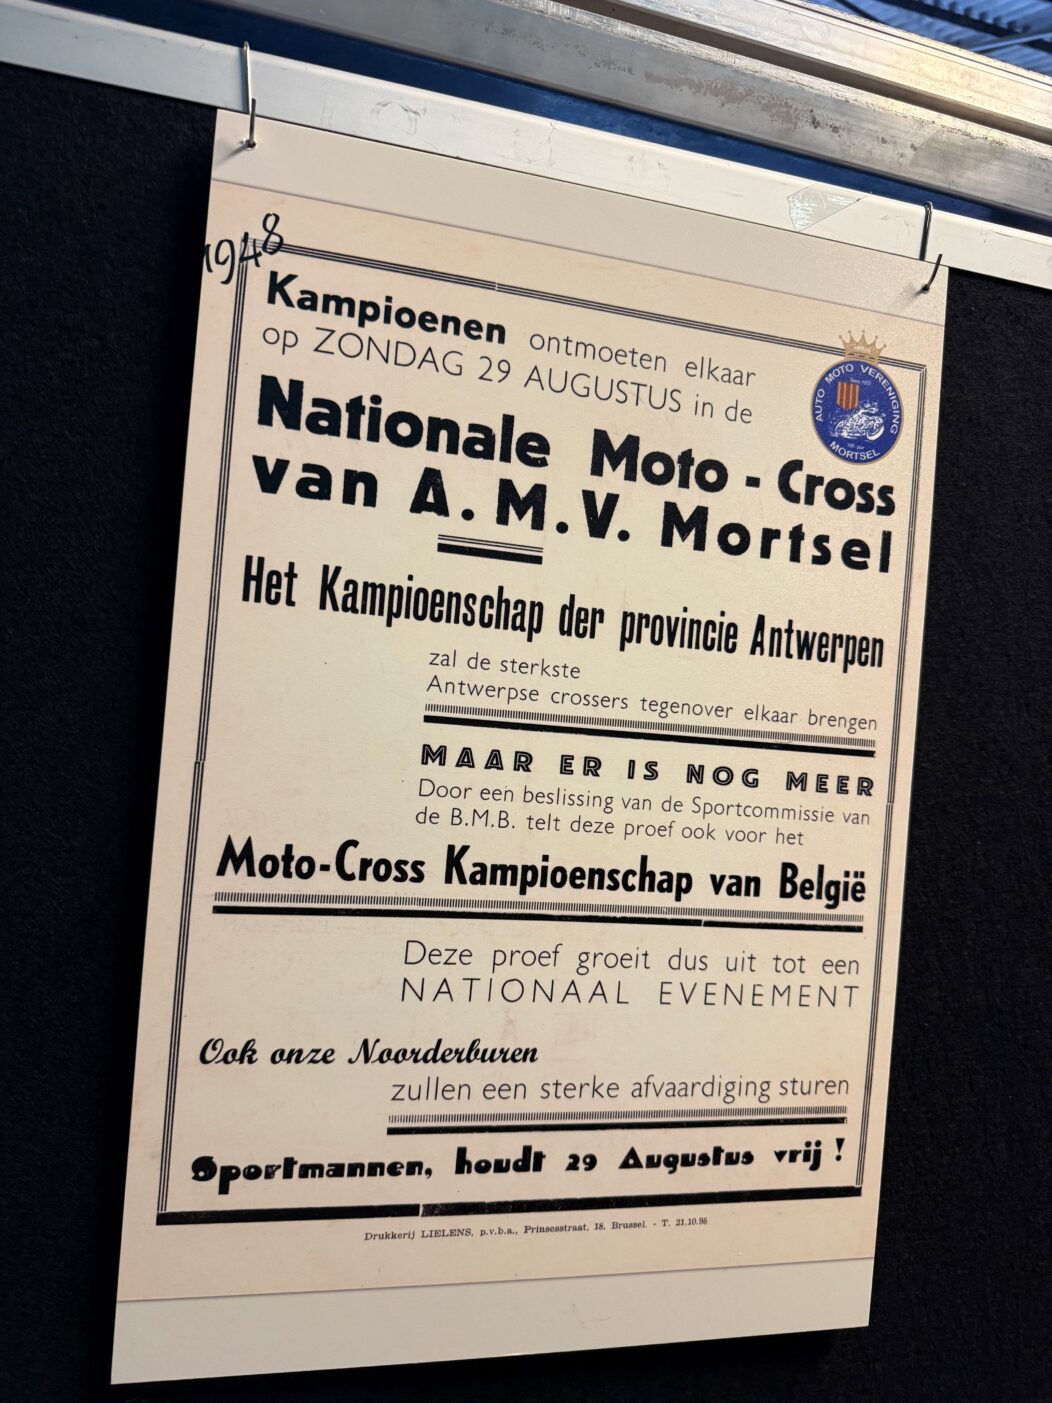 1948
Kampioenen ontmoeten elkaar
op ZONDAG 29 AUGUSTUS in de
Nationale Moto - Cross
van A. M. V. Mortsel
AUTO MOTO VERENIGING
MORTSEL
Het Kampioenschap der provincie Antwerpen
zal de sterkste
Antwerpse crossers tegenover elkaar brengen
MAAR ER IS NOG MEER
Door een beslissing van de Sportcommissie van
de B.M.B. telt deze proef ook voor het
Moto-Cross Kampioenschap van België
Deze proef groeit dus uit tot een
NATIONAAL EVENEMENT
Ook onze Noorderburen
zullen een sterke afvaardiging sturen
Sportmannen, houdt 29 Augustus vrij !
Drukkerij LIELENS, p.v.b.a., Prinsesstraat, 18, Brussel. - T. 21.10.98